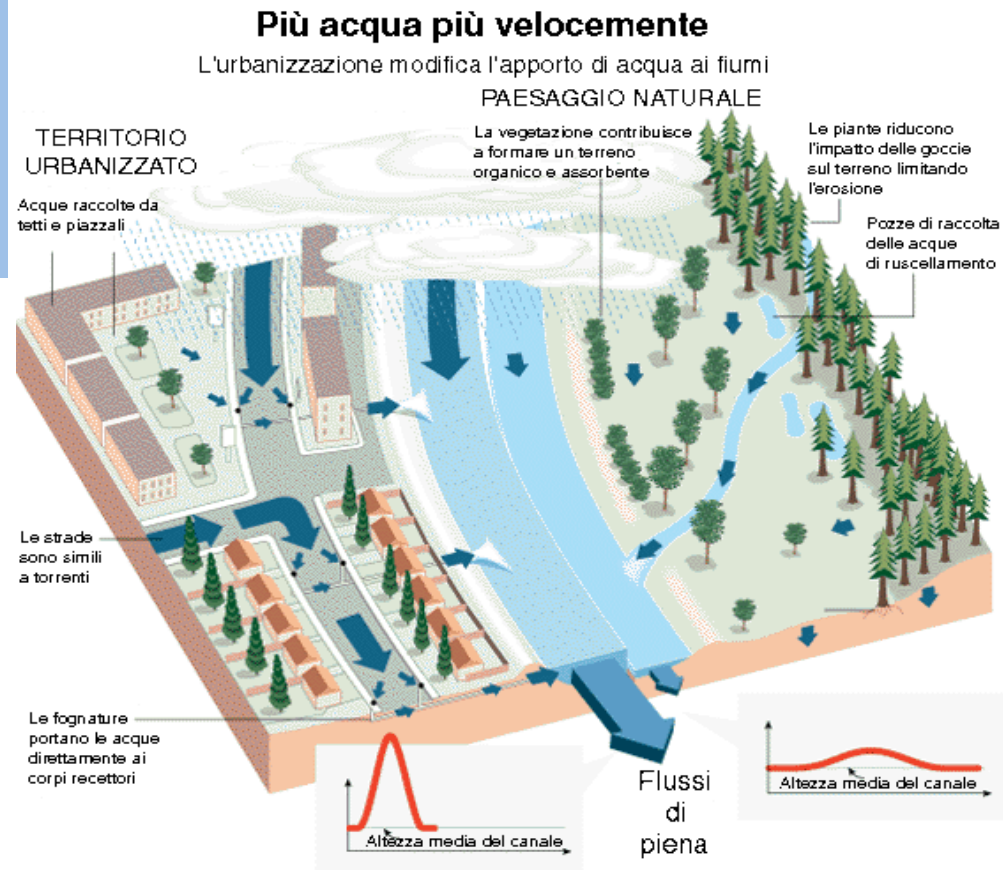 Più acqua più velocemente
L'urbanizzazione modifica l'apporto di acqua ai fiumi
PAESAGGIO NATURALE
TERRITORIO
URBANIZZATO
Acque raccolte da
tetti e piazzali
La vegetazione contribuisce
a formare un terreno
organico e assorbente
Le piante riducono
l'impatto delle goccie
sul terreno limitando
l'erosione
Pozze di raccolta
delle acque
di ruscellamento
Le strade
sono simili
a torrenti
Le fognature
portano le acque
direttamente ai
corpi recettori
Altezza media del canale
Flussi
di
piena
Altezza media del canale